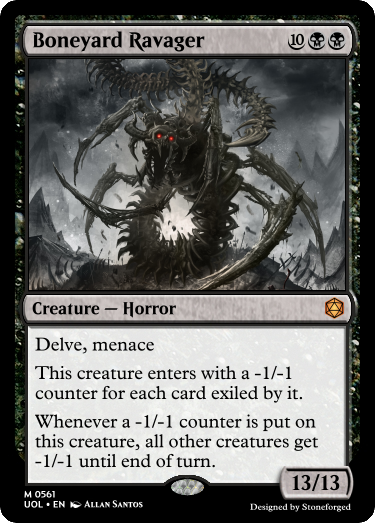 Boneyard Ravager 10
Creature — Horror
Delve, menace
This creature enters with a -1/-1
counter for each card exiled by it.
Whenever a -1/-1 counter is put on
this creature, all other creatures get
-1/-1 until end of turn.
13/13
M 0561
UOL • EN Allan Santos
Designed by Stoneforged